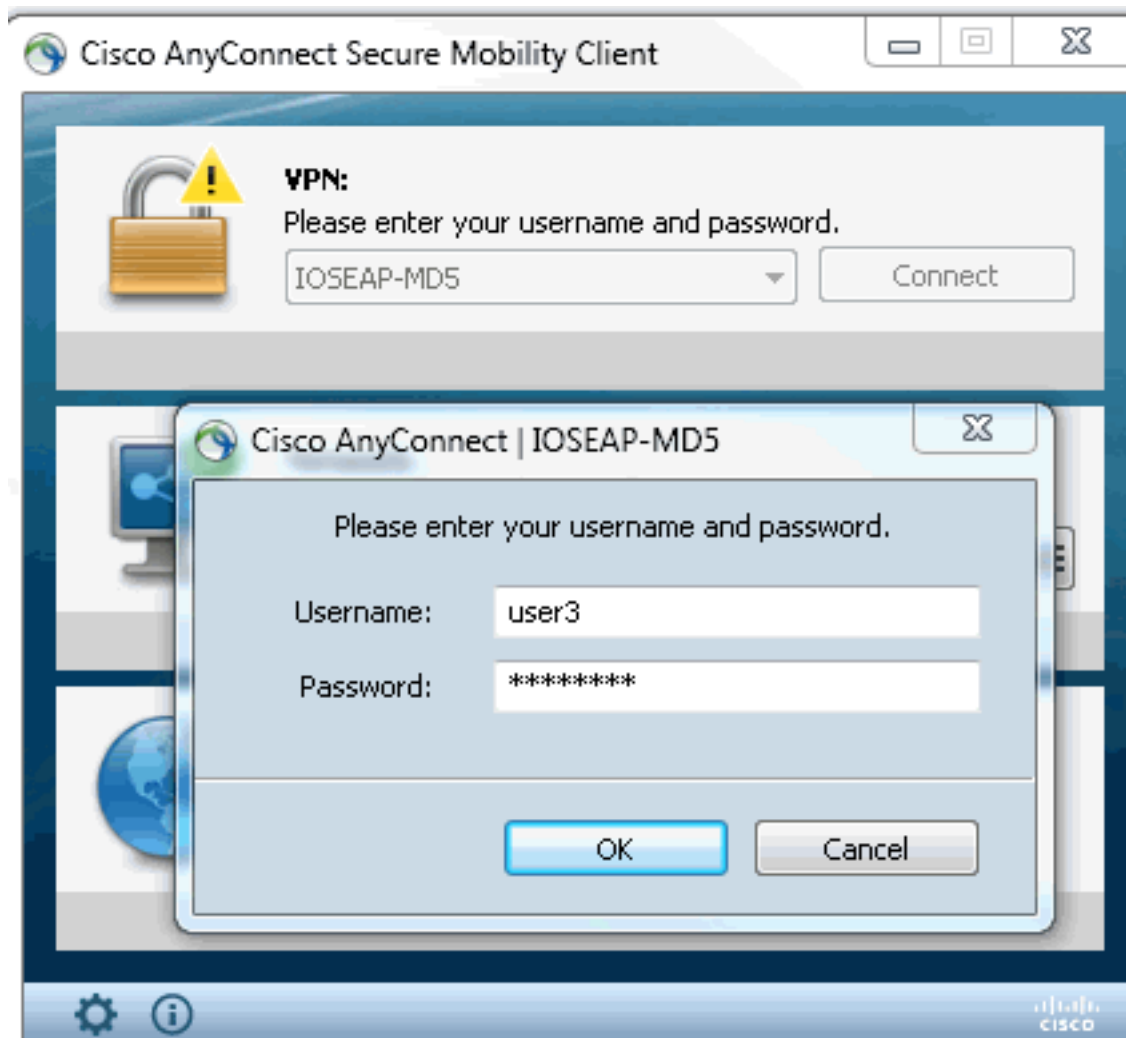 Cisco AnyConnect Secure Mobility Client
VPN:
Please enter your username and password.
IOSEAP-MD5
Connect
Cisco AnyConnect | IOSEAP-MD5
Please enter your username and password.
Username:
user3
Password:
********
OK
Cancel
CISCO